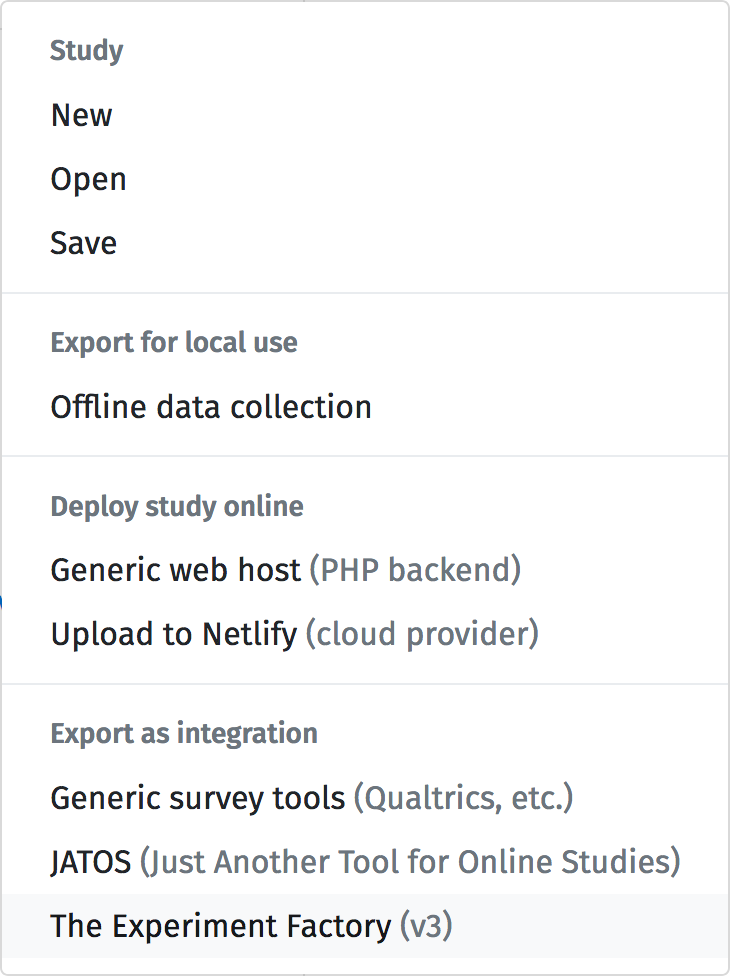 Study
New
Open
Save
Export for local use
Offline data collection
Deploy study online
Generic web host (PHP backend)
Upload to Netlify (cloud provider)
Export as integration
Generic survey tools (Qualtrics, etc.)
JATOS (Just Another Tool for Online Studies)
The Experiment Factory (v3)